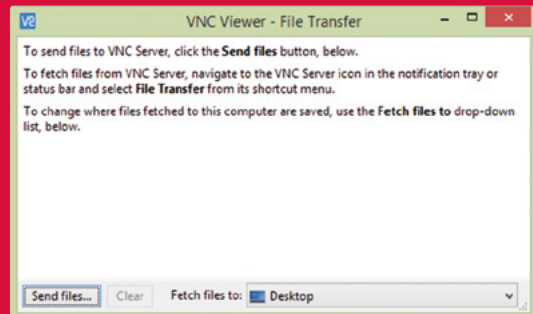 VNC Viewer - File Transfer
To send files to VNC Server, click the Send files button, below.
To fetch files from VNC Server, navigate to the VNC Server icon in the notification tray or
status bar and select File Transfer from its shortcut menu.
To change where files fetched to this computer are saved, use the Fetch files to drop-down
list, below.
Send files... Clear Fetch files to: Desktop